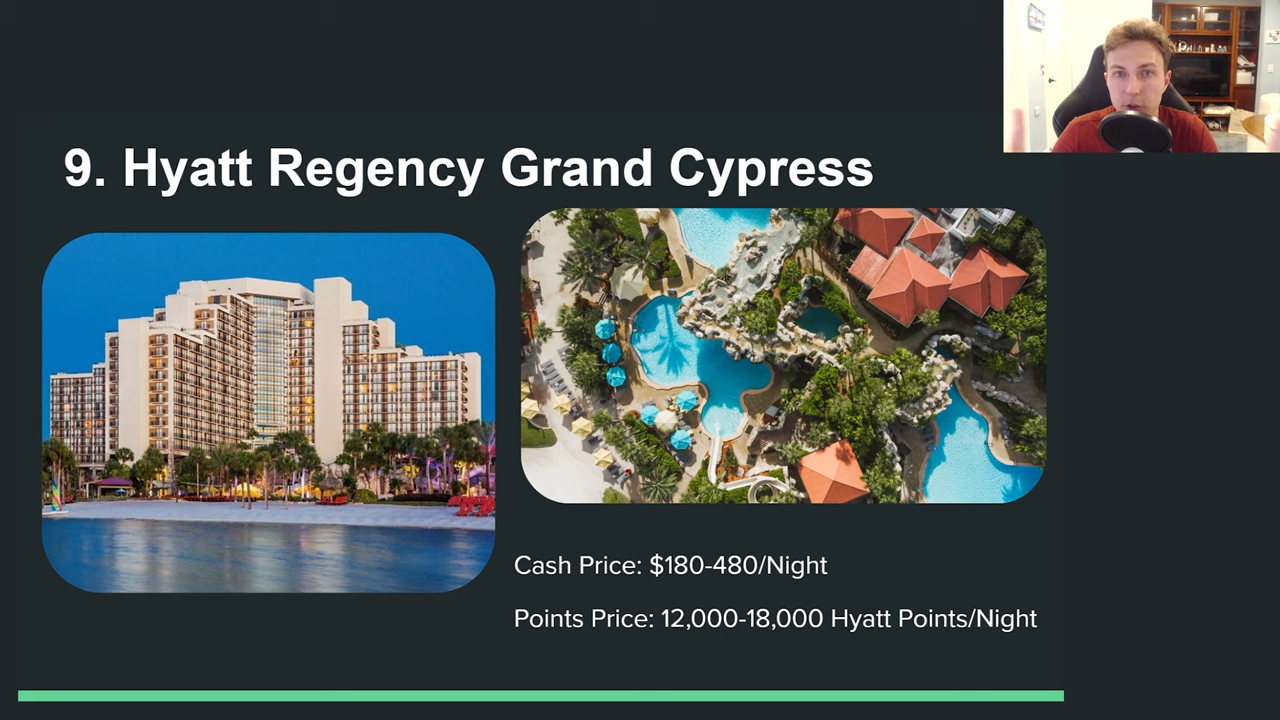 9. Hyatt Regency Grand Cypress
Cash Price: $180-480/Night
Points Price: 12,000-18,000 Hyatt Points/Night